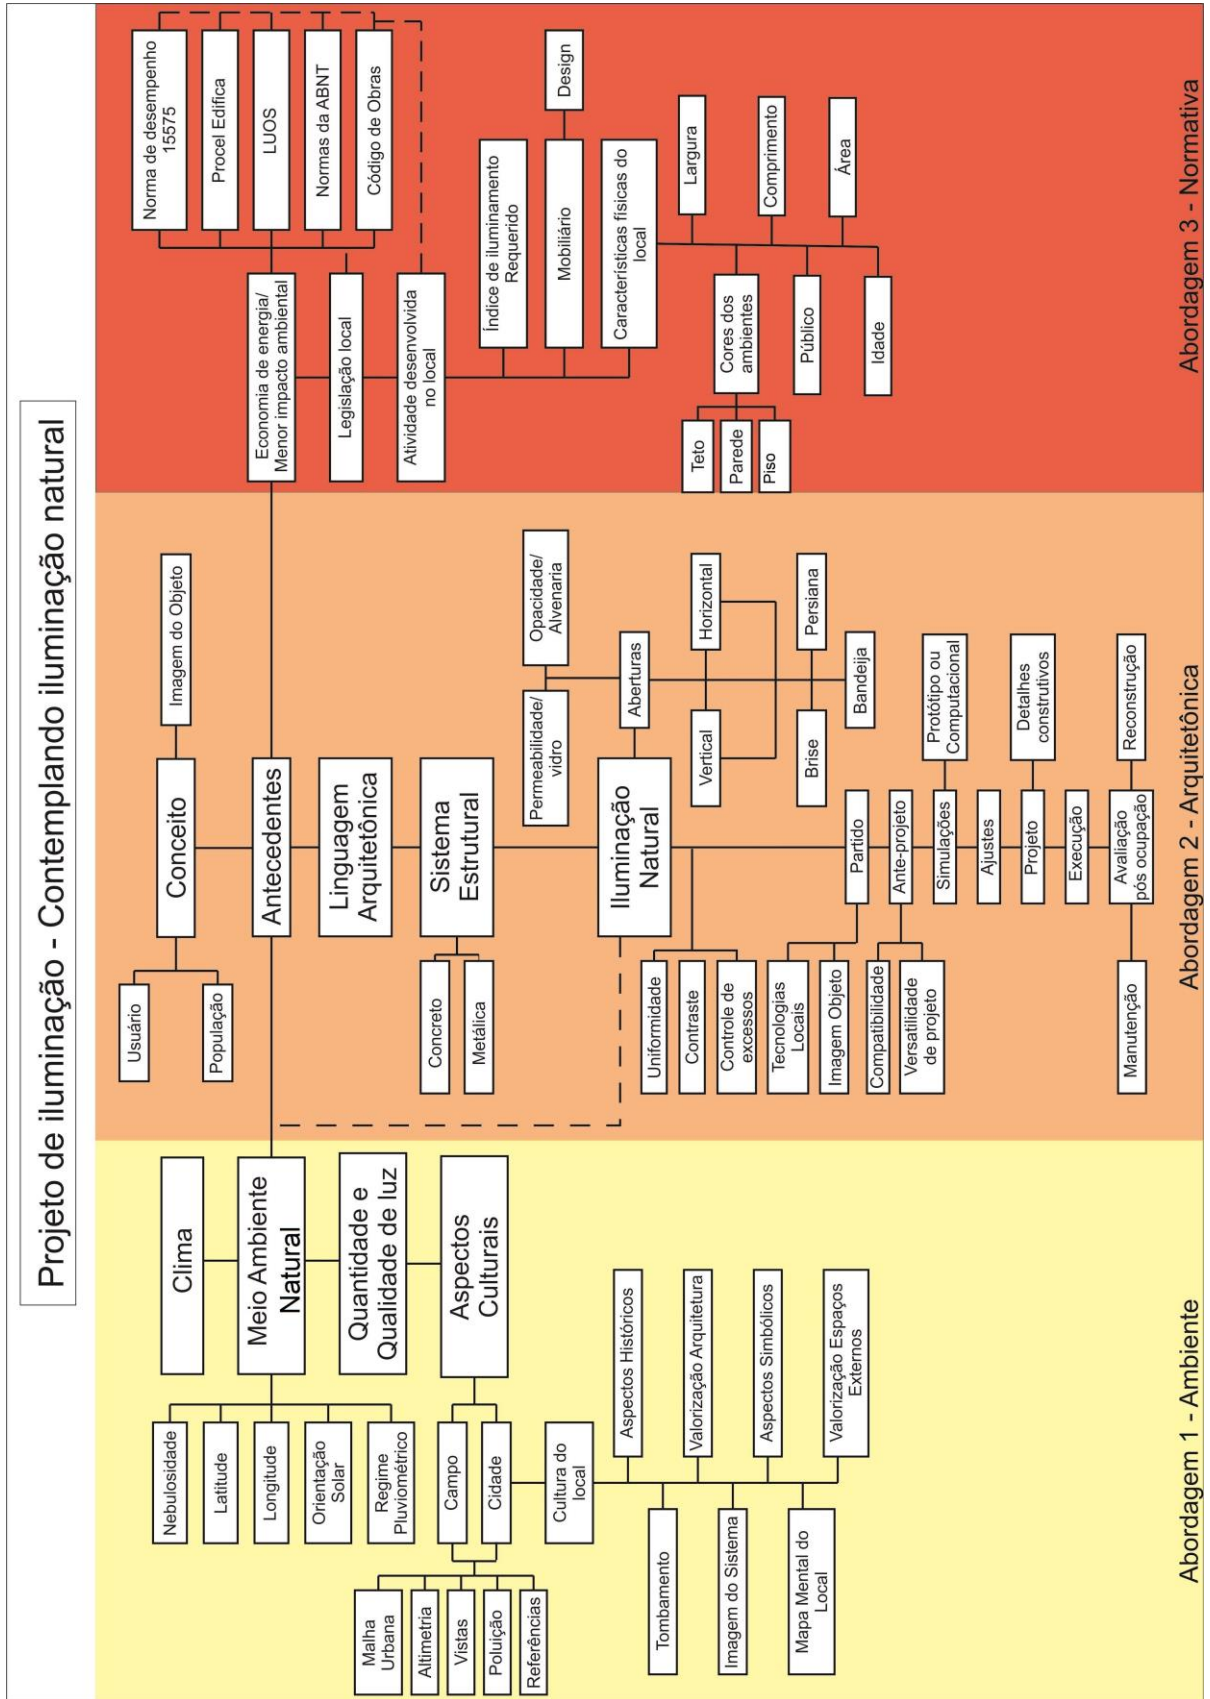 Projeto de iluminação - Contemplando iluminação natural
Clima
Meio Ambiente
Natural
Quantidade e
Qualidade de luz
Aspectos
Culturais
Nebulosidade
Latitude
Longitude
Orientação
Solar
Regime
Pluviométrico
Campo
Cidade
Cultura do
local
Malha
Urbana
Altimetria
Vistas
Poluição
Referências
Aspectos Históricos
Valorização Arquitetura
Aspectos Simbólicos
Valorização Espaços
Externos
Tombamento
Imagem do Sistema
Mapa Mental do
Local
Abordagem 1 - Ambiente
Usuário
População
Conceito
Imagem do Objeto
Antecedentes
Linguagem
Arquitetônica
Sistema
Estrutural
Concreto
Metálica
Iluminação
Natural
Permeabilidade/
vidro
Opacidade/
Alvenaria
Aberturas
Vertical
Horizontal
Brise
Persiana
Bandeija
Uniformidade
Contraste
Controle de
excessos
Tecnologias
Locais
Imagem Objeto
Compatibilidade
Versatilidade
de projeto
Partido
Ante-projeto
Simulações
Protótipo ou
Computacional
Ajustes
Projeto
Detalhes
construtivos
Execução
Avaliação
pós ocupação
Manutenção
Reconstrução
Abordagem 2 - Arquitetônica
Norma de desempenho
15575
Procel Edifica
LUOS
Normas da ABNT
Código de Obras
Economia de energia/
Menor impacto ambiental
Legislação local
Atividade desenvolvida
no local
Índice de iluminamento
Requerido
Mobiliário
Design
Características físicas do
local
Largura
Comprimento
Área
Cores dos
ambientes
Público
Idade
Teto
Parede
Piso
Abordagem 3 - Normativa